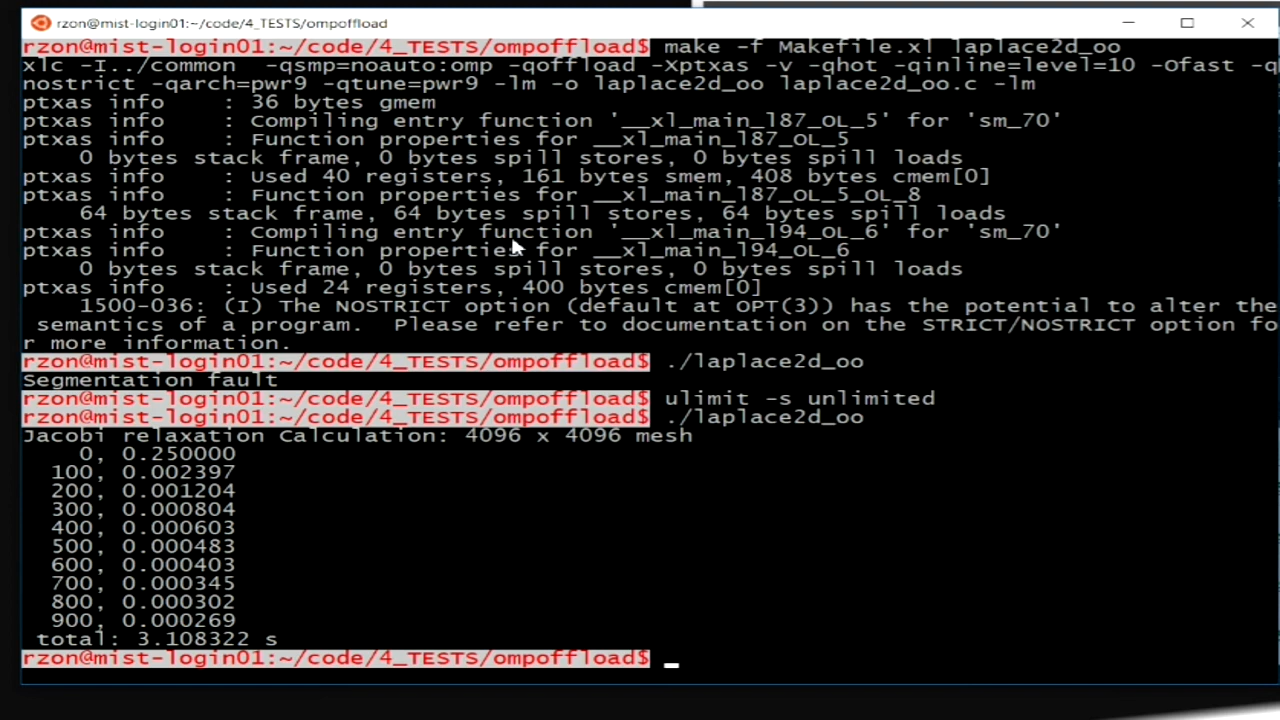 rzon@mist-login01:~/code/4_TESTS/ompoffload
rzon@mist-login01:~/code/4_TESTS/ompoffload$ make -f Makefile.xl laplace2d_oo
xlc -I../common  -qsmp=noauto:omp -qoffload -Xptxas -v -qhot -qinline=level=10 -Ofast -q
nostrict -qarch=pwr9 -qtune=pwr9 -lm -o laplace2d_oo laplace2d_oo.c -lm
ptxas info    : 36 bytes gmem
ptxas info    : Compiling entry function '__xl_main_l87_OL_5' for 'sm_70'
ptxas info    : Function properties for __xl_main_l87_OL_5
    0 bytes stack frame, 0 bytes spill stores, 0 bytes spill loads
ptxas info    : Used 40 registers, 161 bytes smem, 408 bytes cmem[0]
ptxas info    : Function properties for __xl_main_l87_OL_5_OL_8
    64 bytes stack frame, 64 bytes spill stores, 64 bytes spill loads
ptxas info    : Compiling entry function '__xl_main_l94_OL_6' for 'sm_70'
ptxas info    : Function properties for __xl_main_l94_OL_6
    0 bytes stack frame, 0 bytes spill stores, 0 bytes spill loads
ptxas info    : Used 24 registers, 400 bytes cmem[0]
    1500-036: (I) The NOSTRICT option (default at OPT(3)) has the potential to alter the
 semantics of a program.  Please refer to documentation on the STRICT/NOSTRICT option fo
r more information.
rzon@mist-login01:~/code/4_TESTS/ompoffload$ ./laplace2d_oo
Segmentation fault
rzon@mist-login01:~/code/4_TESTS/ompoffload$ ulimit -s unlimited
rzon@mist-login01:~/code/4_TESTS/ompoffload$ ./laplace2d_oo
Jacobi relaxation Calculation: 4096 x 4096 mesh
    0, 0.250000
  100, 0.002397
  200, 0.001204
  300, 0.000804
  400, 0.000603
  500, 0.000483
  600, 0.000403
  700, 0.000345
  800, 0.000302
  900, 0.000269
 total: 3.108322 s
rzon@mist-login01:~/code/4_TESTS/ompoffload$